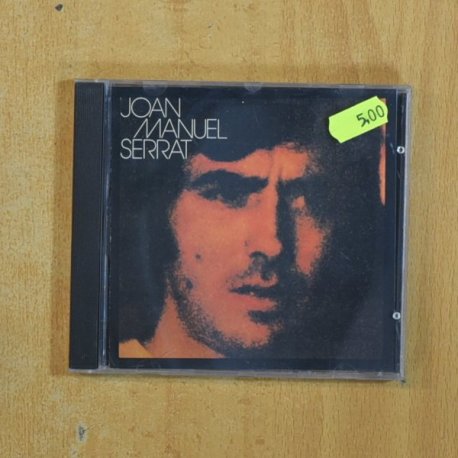 JOAN
MANUEL
SERRAT
5,00